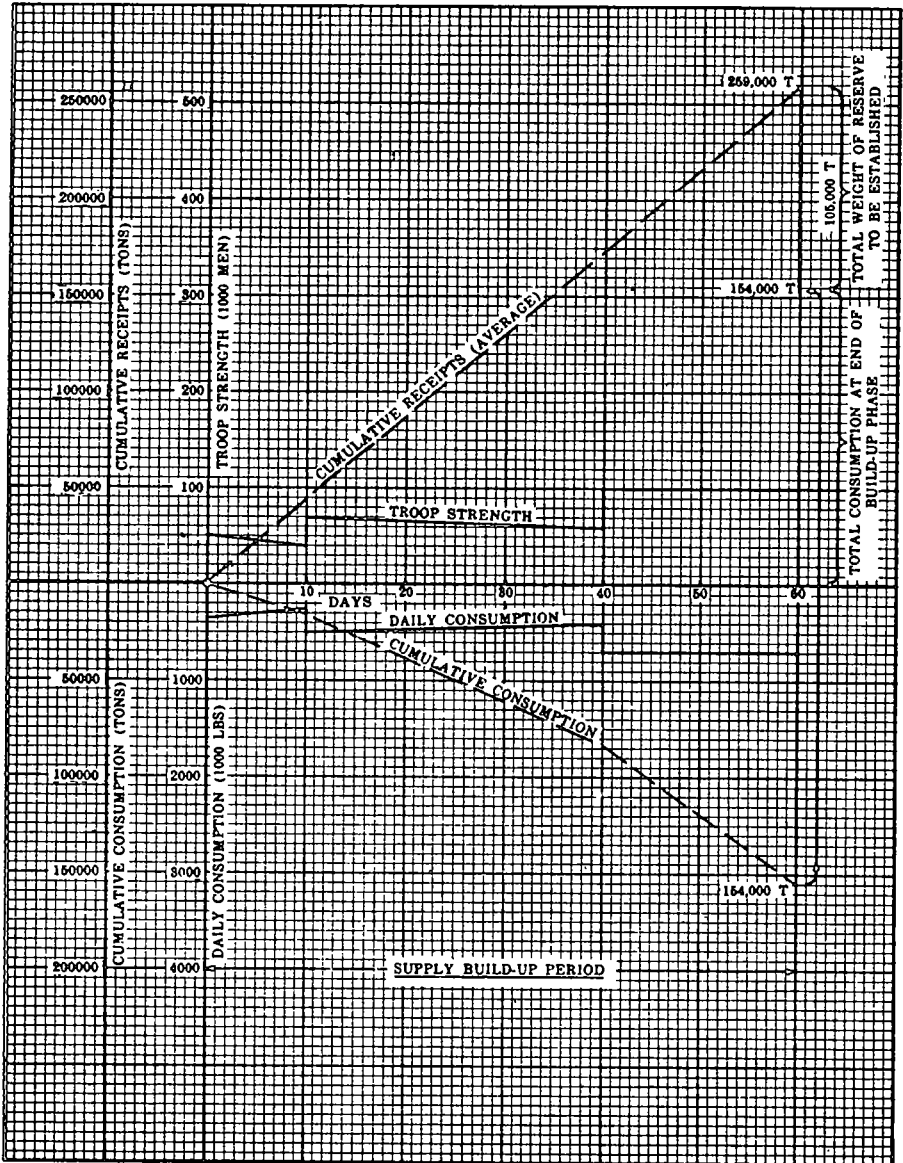 259,000 T
250000
500
TOTAL WEIGHT OF RESERVE
TO BE ESTABLISHED
105,000 T
200000
400
CUMULATIVE RECEIPTS (TONS)
TROOP STRENGTH (1000 MEN)
150000
300
154,000 T
CUMULATIVE RECEIPTS (AVERAGE)
TOTAL CONSUMPTION AT END OF
BUILD-UP PHASE
100000
200
50000
100
TROOP STRENGTH
10
20
30
40
50
60
DAYS
DAILY CONSUMPTION
CUMULATIVE CONSUMPTION
50000
1000
CUMULATIVE CONSUMPTION (TONS)
DAILY CONSUMPTION (1000 LBS)
100000
2000
150000
3000
154,000 T
200000
4000
SUPPLY BUILD-UP PERIOD